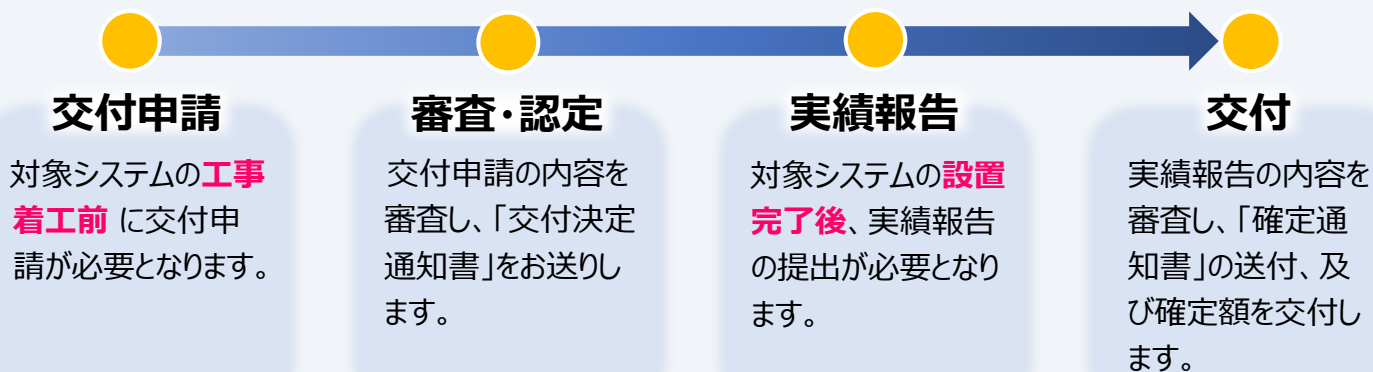 交付申請
対象システムの工事
着工前 に交付申
請が必要となります。
審査・認定
交付申請の内容を
審査し、「交付決定
通知書」をお送りし
ます。
実績報告
対象システムの設置
完了後、実績報告
の提出が必要となり
ます。
交付
実績報告の内容を
審査し、「確定通
知書」の送付、及
び確定額を交付し
ます。